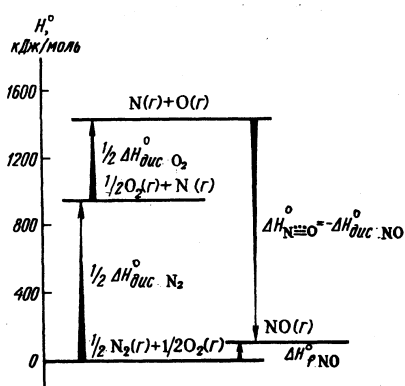 H,°
кДж/моль
1600
1200
800
400
0
N(г)+O(г)
1/2 ΔH°дис O₂
1/2O₂(г)+N(г)
ΔH°N⩸O=-ΔH°дис NO
1/2 ΔH°дис N₂
NO(г)
1/2 N₂(г)+1/2O₂(г)
ΔH°f NO